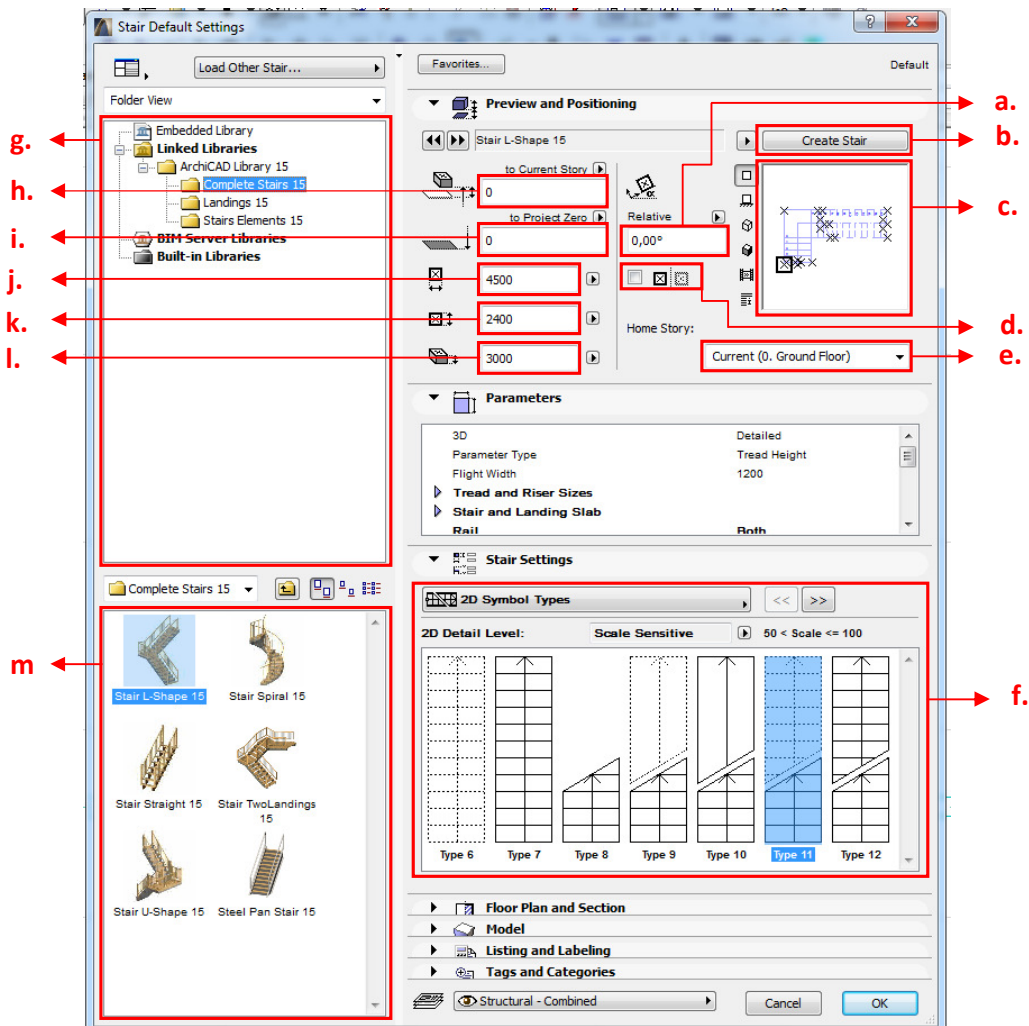 Stair Default Settings
Load Other Stair...
Favorites...
Default
Folder View
Preview and Positioning
a.
g.
Embedded Library
Linked Libraries
ArchiCAD Library 15
Complete Stairs 15
Landings 15
Stairs Elements 15
BIM Server Libraries
Built-in Libraries
Stair L-Shape 15
Create Stair
b.
h.
to Current Story
0
c.
i.
to Project Zero
0
Relative
0,00°
j.
4500
k.
2400
d.
Home Story:
l.
3000
Current (0. Ground Floor)
e.
Parameters
3D Detailed
Parameter Type Tread Height
Flight Width 1200
Tread and Riser Sizes
Stair and Landing Slab
Rail Both
Stair Settings
Complete Stairs 15
2D Symbol Types
<< >>
2D Detail Level: Scale Sensitive 50 < Scale <= 100
m
f.
Stair L-Shape 15 Stair Spiral 15
Stair Straight 15 Stair TwoLandings
15
Stair U-Shape 15 Steel Pan Stair 15
Type 6 Type 7 Type 8 Type 9 Type 10 Type 11 Type 12
Floor Plan and Section
Model
Listing and Labeling
Tags and Categories
Structural - Combined
Cancel
OK